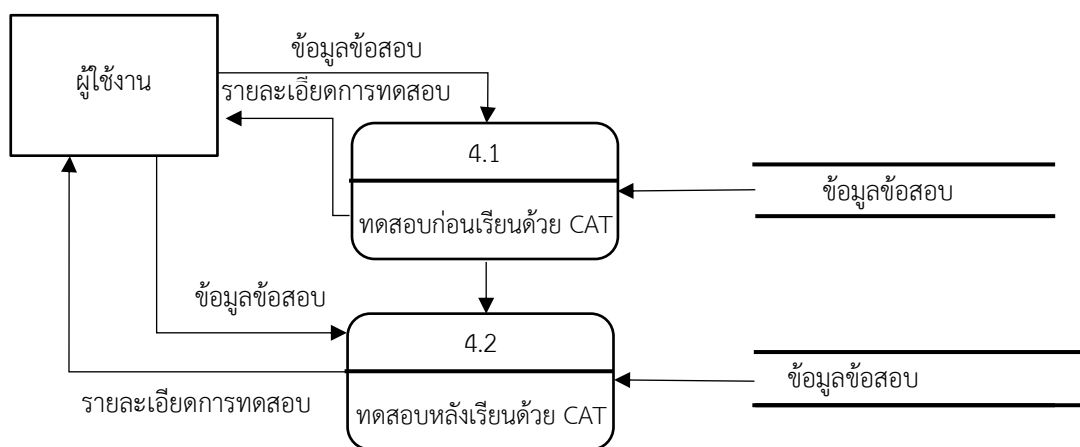 ข้อมูลข้อสอบ
ผู้ใช้งาน
รายละเอียดการทดสอบ
4.1
ข้อมูลข้อสอบ
ทดสอบก่อนเรียนด้วย CAT
ข้อมูลข้อสอบ
4.2
ข้อมูลข้อสอบ
รายละเอียดการทดสอบ
ทดสอบหลังเรียนด้วย CAT